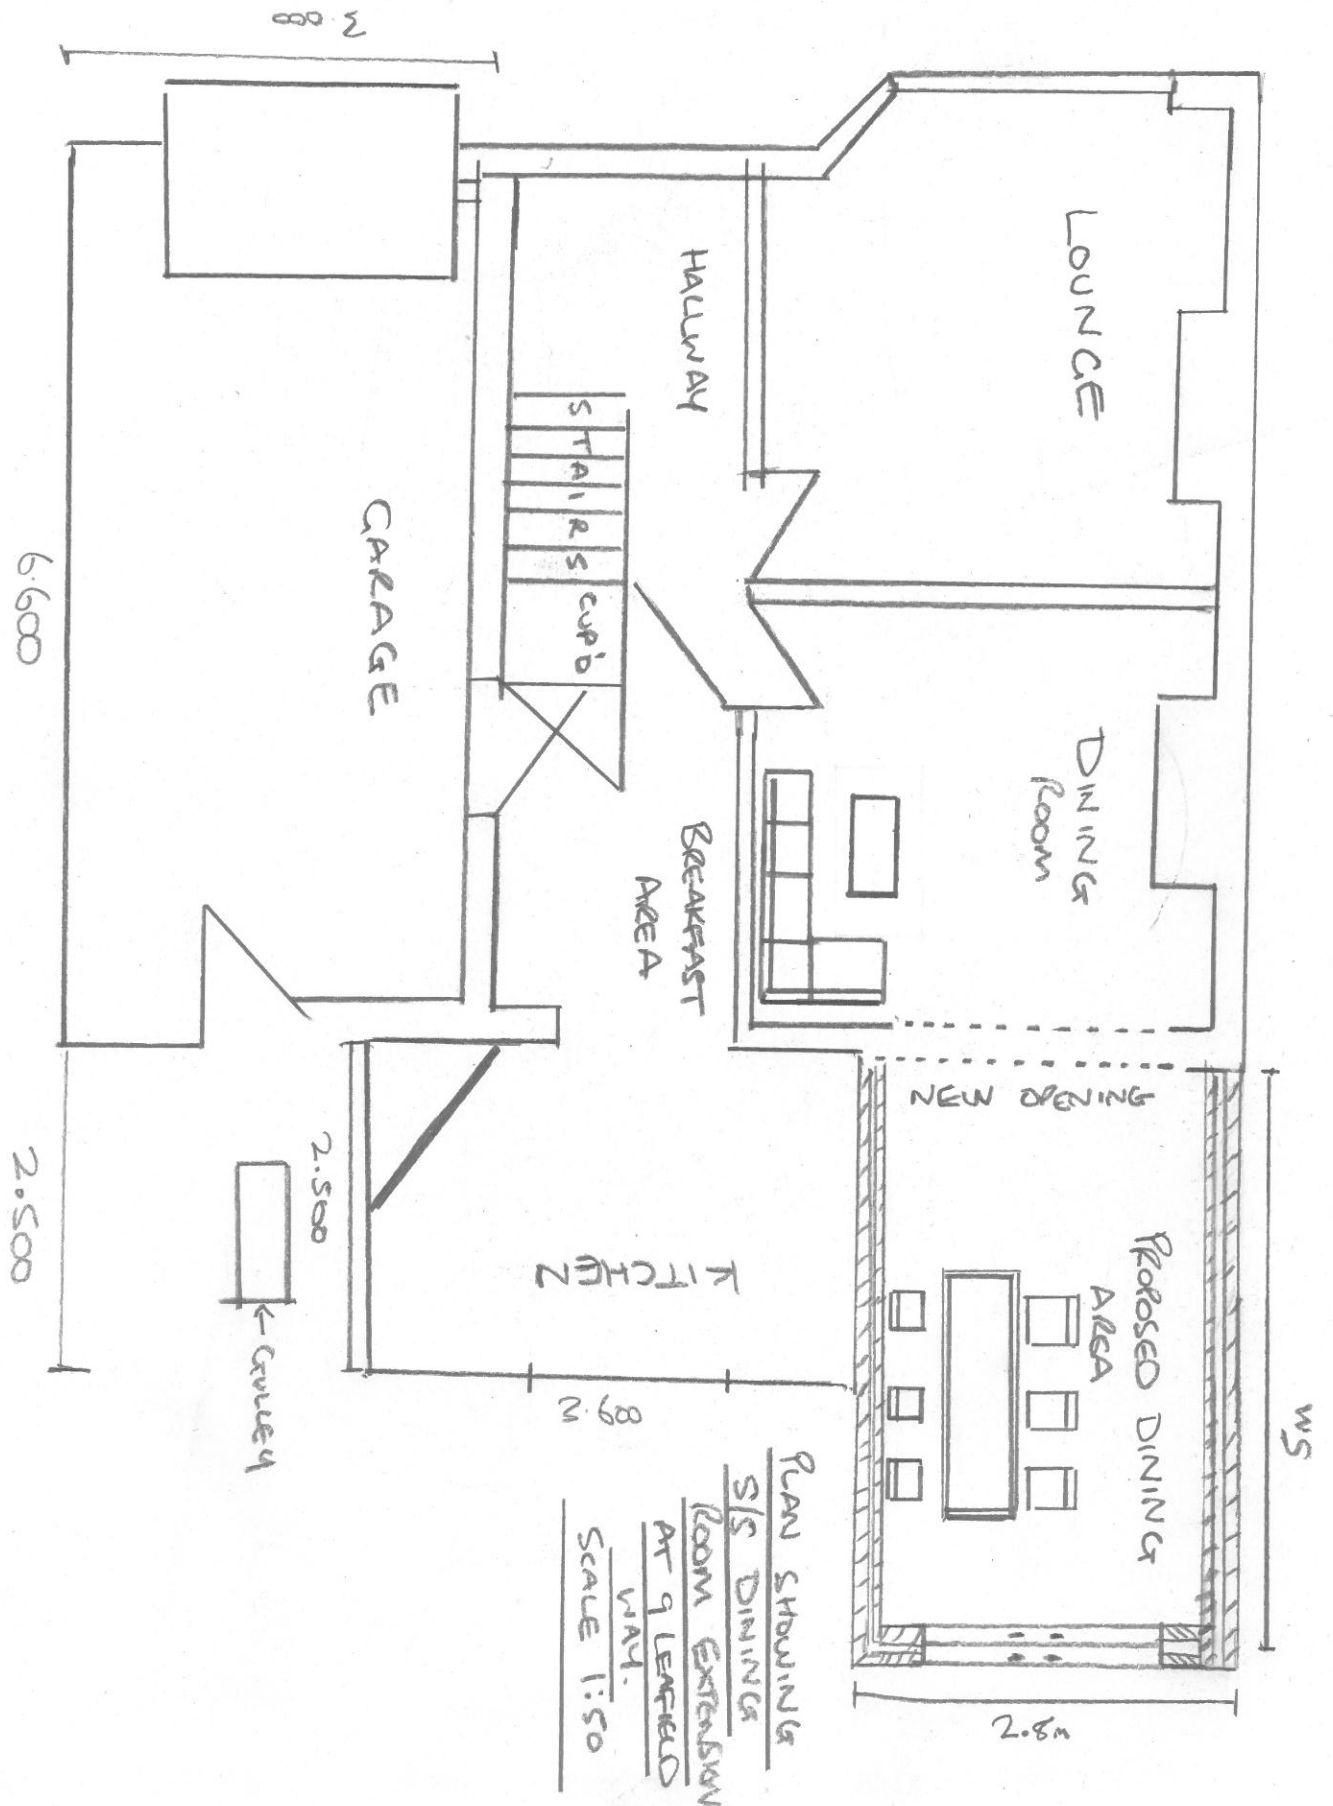 3.000
LOUNGE
HALLWAY
STAIRS
CUP'D
GARAGE
6.600
DINING
ROOM
BREAKFAST
AREA
NEW OPENING
2.500
2.500
← GULLEY
KITCHEN
3.600
PROPOSED DINING
AREA
5m
2.8m
PLAN SHOWING
S/S DINING
ROOM EXTENSION
AT 9 LEAFIELD
WAY.
SCALE 1:50